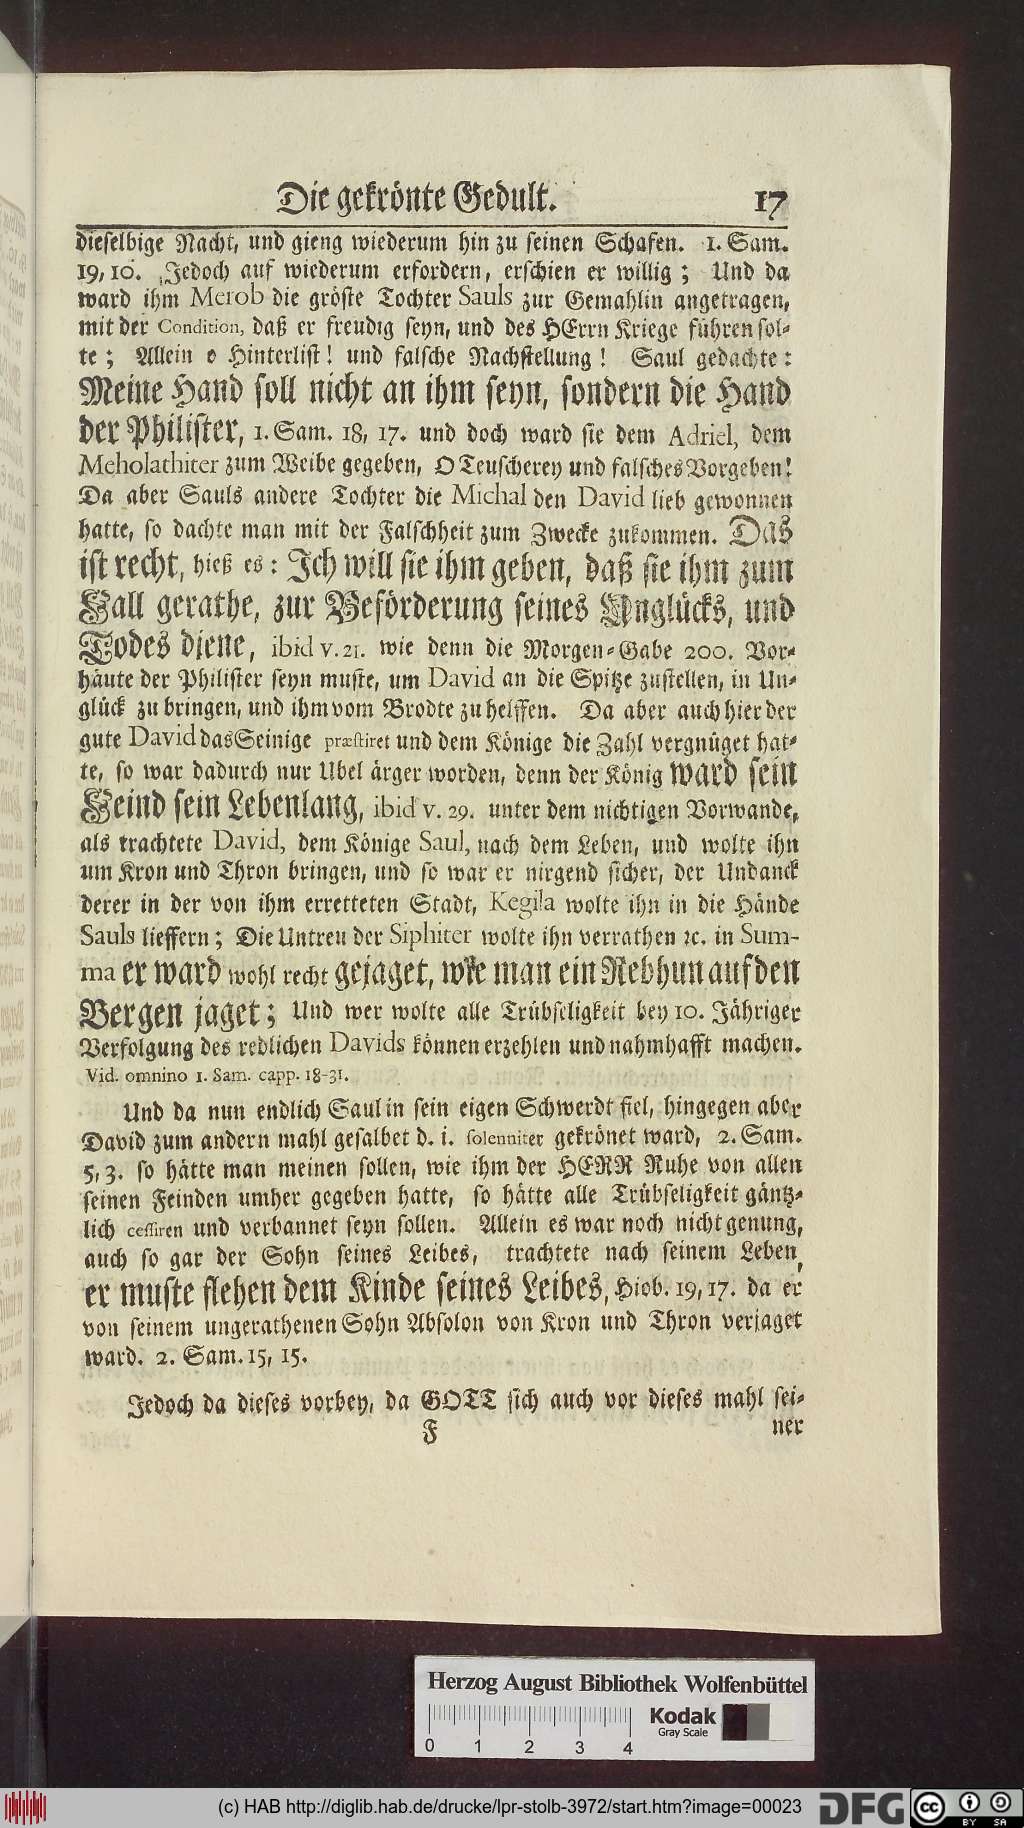 Die gekrönte Gedult. 17
dieselbige Nacht, und gieng wiederum hin zu seinen Schafen. 1. Sam.
19, 10. Jedoch auf wiederum erfordern, erschien er willig; Und da
ward ihm Merob die gröste Tochter Sauls zur Gemahlin angetragen,
mit der Condition, daß er freudig seyn, und des HErrn Kriege führen sol-
te; Allein o Hinterlist! und falsche Nachstellung! Saul gedachte:
Meine Hand soll nicht an ihm seyn, sondern die Hand
der Philister, 1. Sam. 18, 17. und doch ward sie dem Adriel, dem
Meholathiter zum Weibe gegeben, O Teuscherey und falsches Vorgeben!
Da aber Sauls andere Tochter die Michal den David lieb gewonnen
hatte, so dachte man mit der Falschheit zum Zwecke zukommen. Das
ist recht, hieß es: Ich will sie ihm geben, daß sie ihm zum
Fall gerathe, zur Beförderung seines Unglücks, und
Todes diene, ibid v. 21. wie denn die Morgen-Gabe 200. Vor-
häute der Philister seyn muste, um David an die Spitze zustellen, in Un-
glück zu bringen, und ihm vom Brodte zu helffen. Da aber auch hier der
gute David das Seinige præstiret und dem Könige die Zahl vergnüget hat-
te, so war dadurch nur Ubel ärger worden, denn der König ward sein
Feind sein Lebenlang, ibid v. 29. unter dem nichtigen Vorwande,
als trachtete David, dem Könige Saul, nach dem Leben, und wolte ihn
um Kron und Thron bringen, und so war er nirgend sicher, der Undanck
derer in der von ihm erretteten Stadt, Kegila wolte ihn in die Hände
Sauls lieffern; Die Untreu der Siphiter wolte ihn verrathen ꝛc. in Sum-
ma er ward wohl recht gejaget, wie man ein Rebhun auf den
Bergen jaget; Und wer wolte alle Trübseligkeit bey 10. Jähriger
Verfolgung des redlichen Davids können erzehlen und nahmhafft machen.
Vid. omnino 1. Sam. capp. 18-31.
Und da nun endlich Saul in sein eigen Schwerdt fiel, hingegen aber
David zum andern mahl gesalbet d. i. solenniter gekrönet ward, 2. Sam.
5, 3. so hätte man meinen sollen, wie ihm der HERR Ruhe von allen
seinen Feinden umher gegeben hatte, so hätte alle Trübseligkeit gäntz-
lich cessiren und verbannet seyn sollen. Allein es war noch nicht genung,
auch so gar der Sohn seines Leibes, trachtete nach seinem Leben,
er muste flehen dem Kinde seines Leibes, Hiob. 19, 17. da er
von seinem ungerathenen Sohn Absolon von Kron und Thron verjaget
ward. 2. Sam. 15, 15.
Jedoch da dieses vorbey, da GOTT sich auch vor dieses mahl sei-
F ner
Herzog August Bibliothek Wolfenbüttel
Kodak
Gray Scale
0 1 2 3 4
(c) HAB http://diglib.hab.de/drucke/lpr-stolb-3972/start.htm?image=00023 DFG cc BY SA